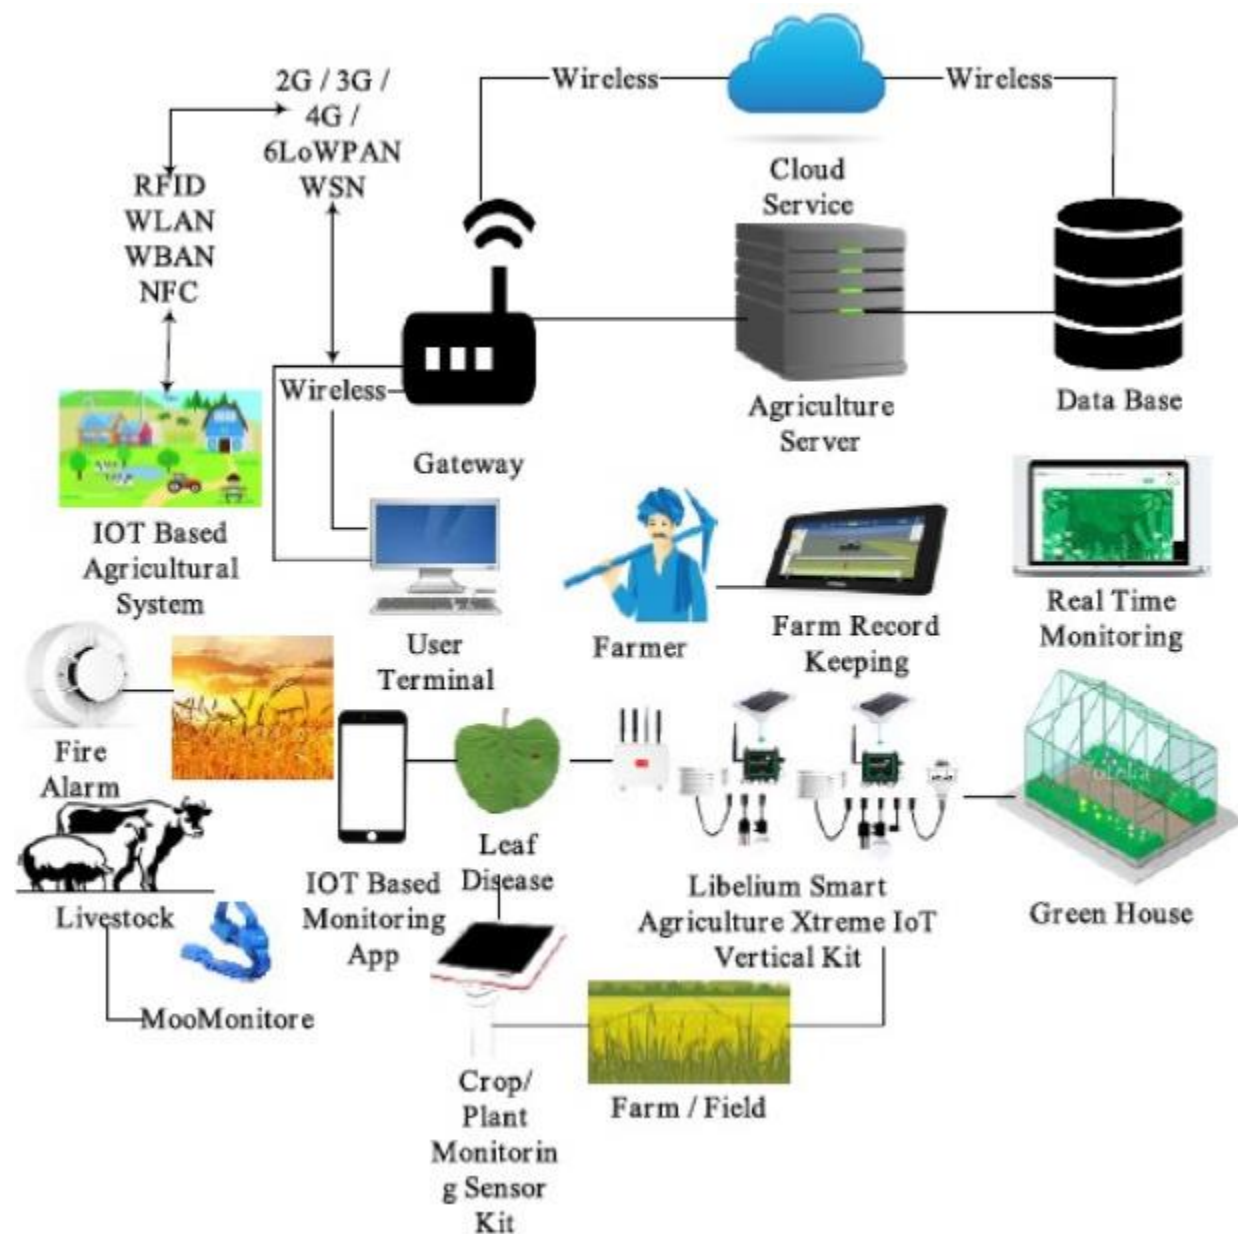 Wireless
Wireless
2G / 3G /
4G /
6LoWPAN
WSN
RFID
WLAN
WBAN
NFC
Cloud
Service
Wireless
Gateway
Agriculture
Server
Data Base
IOT Based
Agricultural
System
User
Terminal
Farmer
Farm Record
Keeping
Real Time
Monitoring
Fire
Alarm
Livestock
MooMonitore
IOT Based
Monitoring
App
Leaf
Disease
Libelium Smart
Agriculture Xtreme IoT
Vertical Kit
Green House
Crop/
Plant
Monitorin
g Sensor
Kit
Farm / Field